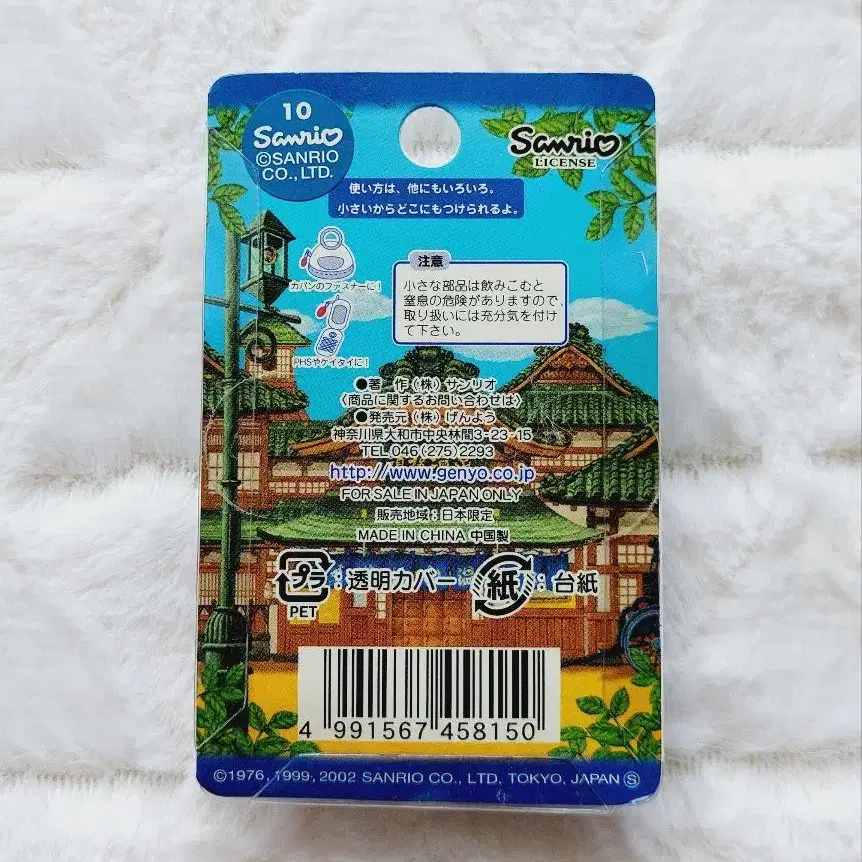 10
Sanrio
©SANRIO
CO., LTD.
Sanrio
LICENSE
使い方は、他にもいろいろ。
小さいからどこにもつけられるよ。
カバンのファスナーに!
PHSやケイタイに!
注意
小さな部品は飲みこむと
窒息の危険がありますので、
取り扱いには充分気を付け
て下さい。
●著 作(株)サンリオ
〈商品に関するお問い合わせは〉
●発売元(株)げんよう
神奈川県大和市中央林間3-23-15
TEL 046(275)2293
http://www.genyo.co.jp
FOR SALE IN JAPAN ONLY
販売地域:日本限定
MADE IN CHINA 中国製
プラ:透明カバー
PET
紙:台紙
4 991567 458150
©1976, 1999, 2002 SANRIO CO., LTD. TOKYO, JAPAN Ⓢ